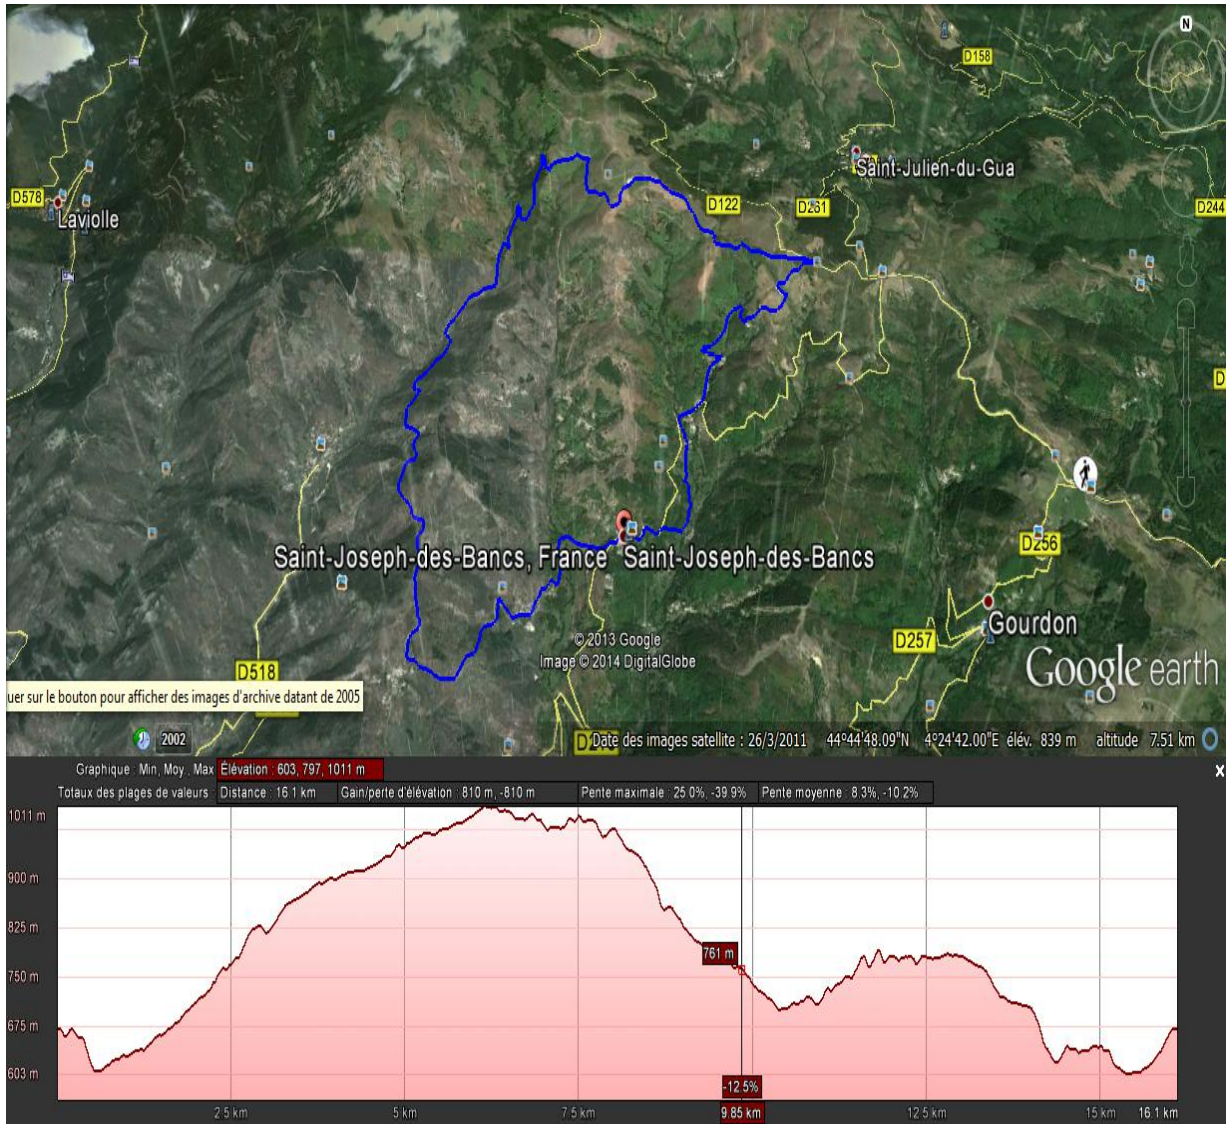 N
D158
Saint-Julien-du-Gua
D578
Laviolle
D122
D261
D244
D
Saint-Joseph-des-Bancs, France Saint-Joseph-des-Bancs
D256
Gourdon
D257
© 2013 Google
Image © 2014 DigitalGlobe
Google earth
D518
uer sur le bouton pour afficher des images d'archive datant de 2005
2002
Date des images satellite : 26/3/2011 44°44'48.09"N 4°24'42.00"E élév. 839 m altitude 7.51 km
Graphique : Min, Moy., Max Élévation : 603, 797, 1011 m
x
Totaux des plages de valeurs : Distance : 16.1 km Gain/perte d'élévation : 810 m, -810 m Pente maximale : 25.0%, -39.9% Pente moyenne : 8.3%, -10.2%
1011 m
900 m
825 m
761 m
750 m
675 m
603 m
-12.5%
2.5 km 5 km 7.5 km 9.85 km 12.5 km 15 km 16.1 km